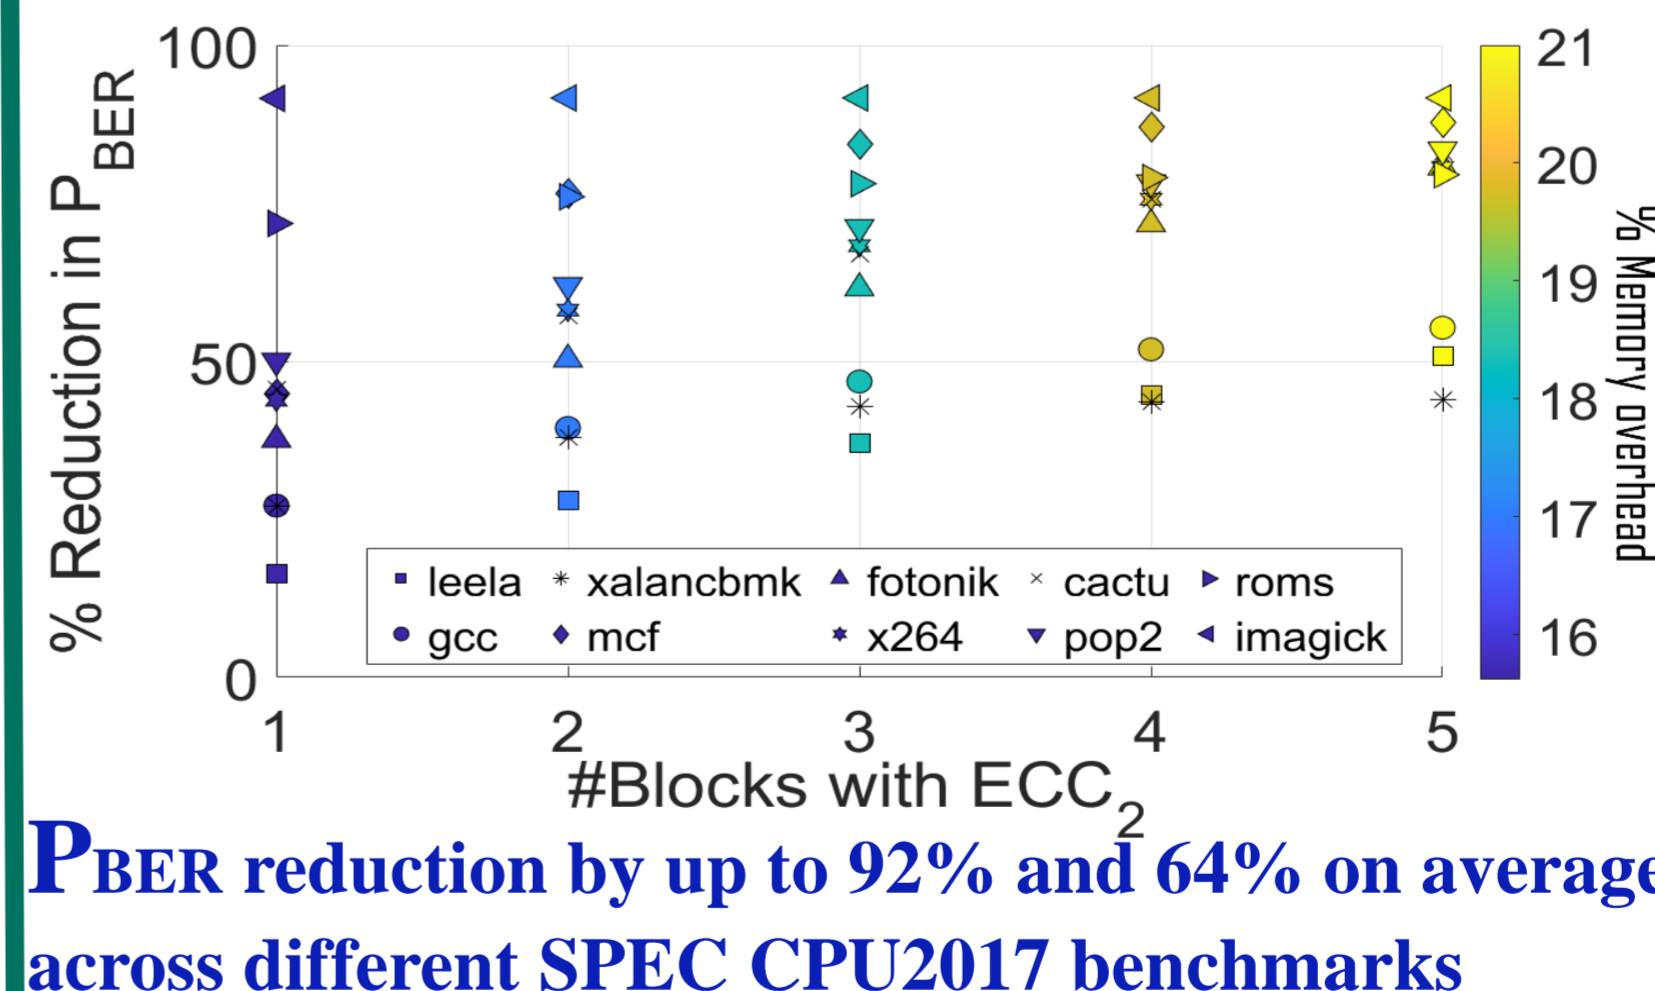 100
50
0
% Reduction in PBER
1 2 3 4 5
#Blocks with ECC2
leela xalancbmk fotonik cactu roms
gcc mcf x264 pop2 imagick
21
20
19
18
17
16
% Memory overhead
PBER reduction by up to 92% and 64% on average
across different SPEC CPU2017 benchmarks